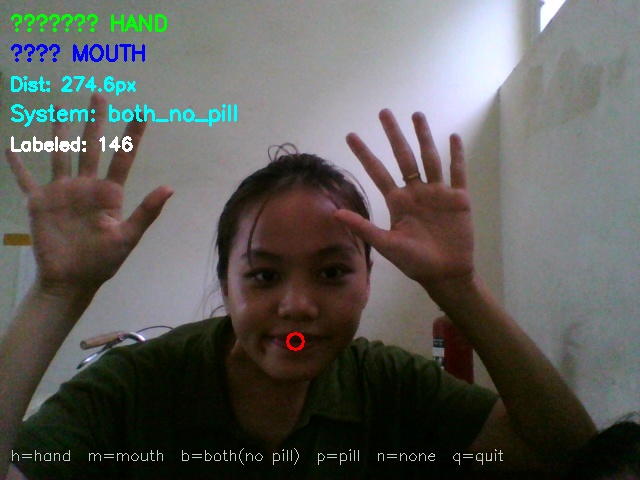 ??????? HAND
???? MOUTH
Dist: 274.6px
System: both_no_pill
Labeled: 146
h=hand m=mouth b=both(no pill) p=pill n=none q=quit